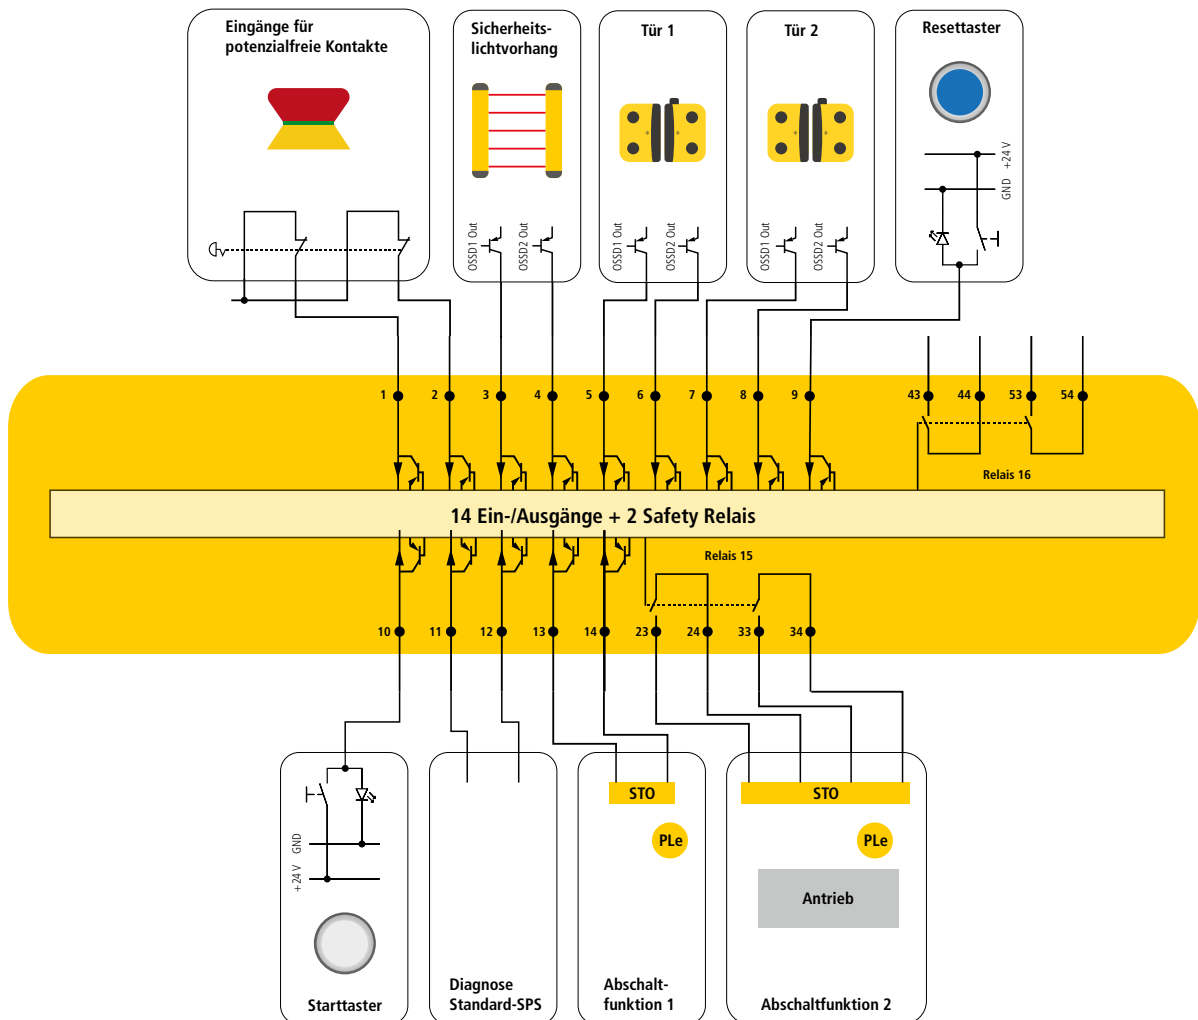 Eingänge für
potenzialfreie Kontakte
Sicherheits-
lichtvorhang
Tür 1
Tür 2
Resettaster
+24 V
GND
OSSD1 Out
OSSD2 Out
OSSD1 Out
OSSD2 Out
OSSD1 Out
OSSD2 Out
1
2
3
4
5
6
7
8
9
43
44
53
54
Relais 16
14 Ein-/Ausgänge + 2 Safety Relais
Relais 15
10
11
12
13
14
23
24
33
34
GND
+24 V
Starttaster
Diagnose
Standard-SPS
STO
PLe
Abschalt-
funktion 1
STO
PLe
Antrieb
Abschaltfunktion 2